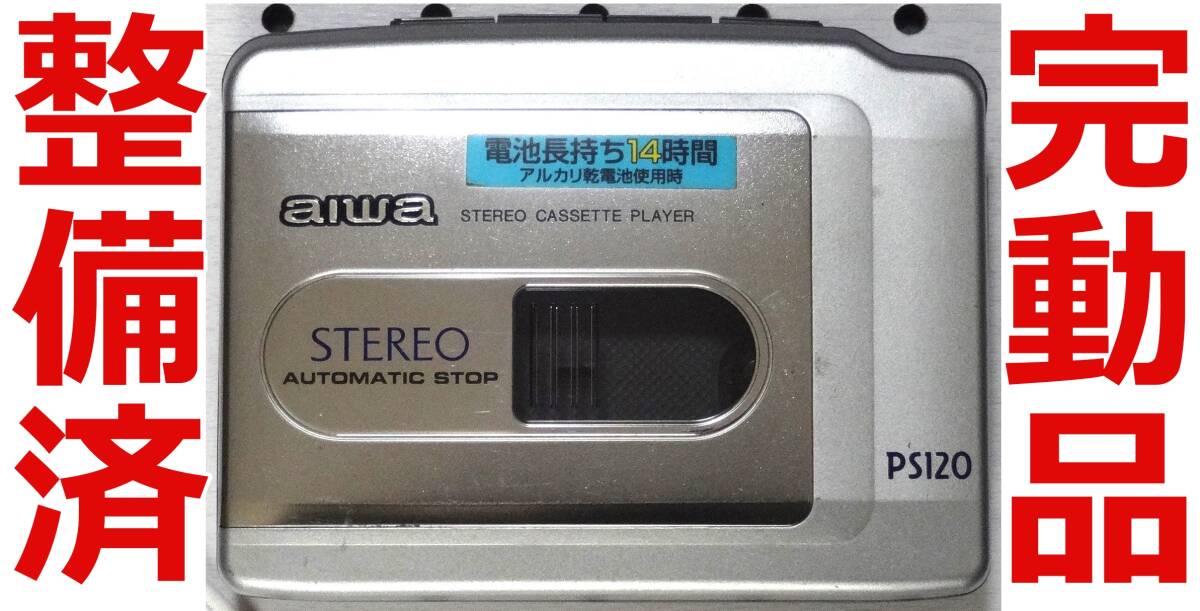 整備済
電池長持ち14時間
アルカリ乾電池使用時
aiwa STEREO CASSETTE PLAYER
STEREO
AUTOMATIC STOP
PS120
完動品